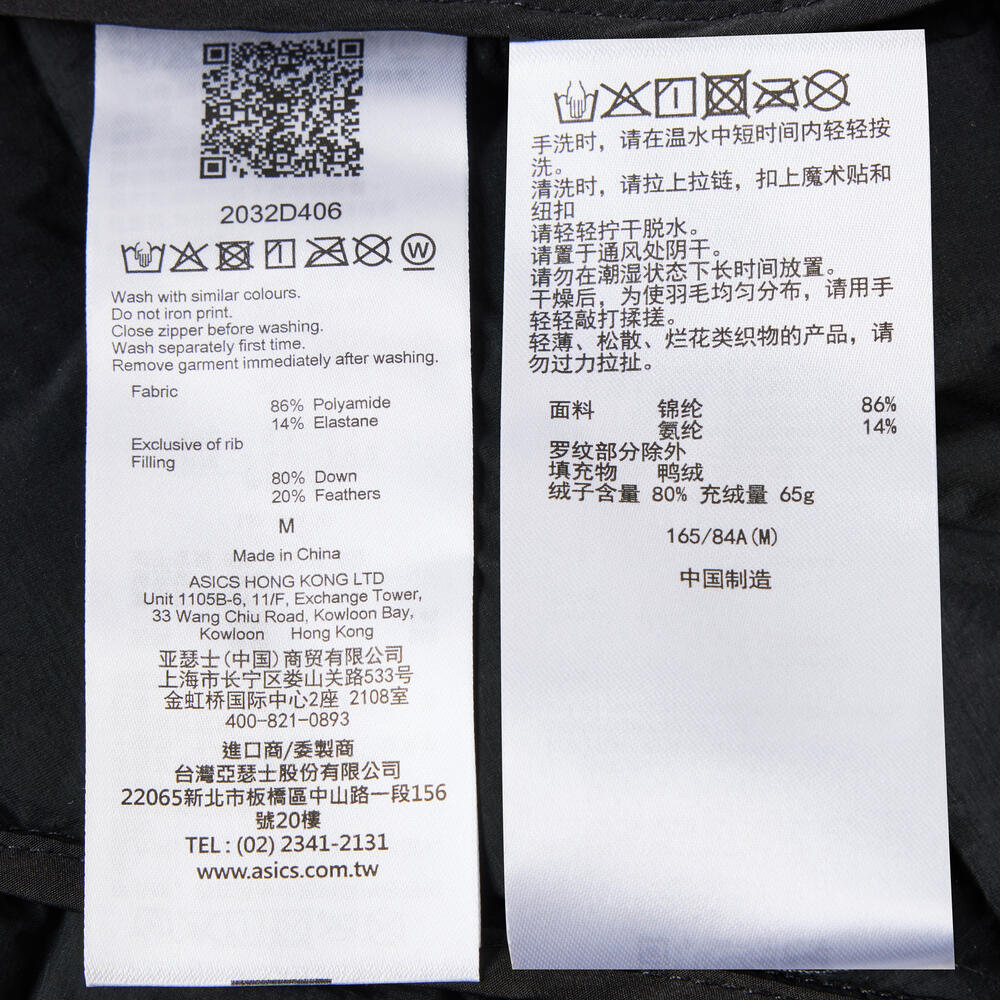 2032D406
W
Wash with similar colours.
Do not iron print.
Close zipper before washing.
Wash separately first time.
Remove garment immediately after washing.
Fabric
86% Polyamide
14% Elastane
Exclusive of rib
Filling
80% Down
20% Feathers
M
Made in China
ASICS HONG KONG LTD
Unit 1105B-6, 11/F, Exchange Tower,
33 Wang Chiu Road, Kowloon Bay,
Kowloon Hong Kong
亚瑟士(中国)商贸有限公司
上海市长宁区娄山关路533号
金虹桥国际中心2座 2108室
400-821-0893
進口商/委製商
台灣亞瑟士股份有限公司
22065新北市板橋區中山路一段156
號20樓
TEL : (02) 2341-2131
www.asics.com.tw
手洗时，请在温水中短时间内轻轻按
洗。
清洗时，请拉上拉链，扣上魔术贴和
纽扣
请轻轻拧干脱水。
请置于通风处阴干。
请勿在潮湿状态下长时间放置。
干燥后，为使羽毛均匀分布，请用手
轻轻敲打揉搓。
轻薄、松散、烂花类织物的产品，请
勿过力拉扯。
面料 锦纶 86%
氨纶 14%
罗纹部分除外
填充物 鸭绒
绒子含量 80% 充绒量 65g
165/84A(M)
中国制造